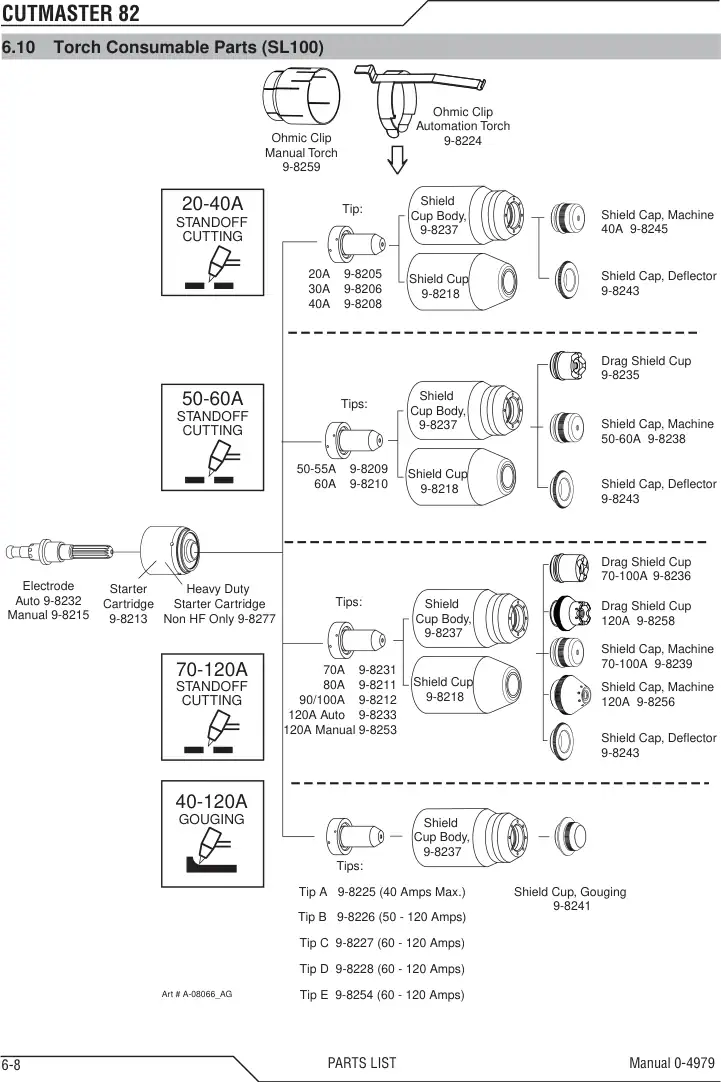 CUTMASTER 82
6.10 Torch Consumable Parts (SL100)
Ohmic Clip
Manual Torch
9-8259
Ohmic Clip
Automation Torch
9-8224
20-40A
STANDOFF
CUTTING
Tip:
20A 9-8205
30A 9-8206
40A 9-8208
Shield
Cup Body,
9-8237
Shield Cup
9-8218
Shield Cap, Machine
40A 9-8245
Shield Cap, Deflector
9-8243
50-60A
STANDOFF
CUTTING
Tips:
50-55A 9-8209
60A 9-8210
Shield
Cup Body,
9-8237
Shield Cup
9-8218
Drag Shield Cup
9-8235
Shield Cap, Machine
50-60A 9-8238
Shield Cap, Deflector
9-8243
Electrode
Auto 9-8232
Manual 9-8215
Starter
Cartridge
9-8213
Heavy Duty
Starter Cartridge
Non HF Only 9-8277
70-120A
STANDOFF
CUTTING
Tips:
70A 9-8231
80A 9-8211
90/100A 9-8212
120A Auto 9-8233
120A Manual 9-8253
Shield
Cup Body,
9-8237
Shield Cup
9-8218
Drag Shield Cup
70-100A 9-8236
Drag Shield Cup
120A 9-8258
Shield Cap, Machine
70-100A 9-8239
Shield Cap, Machine
120A 9-8256
Shield Cap, Deflector
9-8243
40-120A
GOUGING
Tips:
Shield
Cup Body,
9-8237
Tip A 9-8225 (40 Amps Max.)
Tip B 9-8226 (50 - 120 Amps)
Tip C 9-8227 (60 - 120 Amps)
Tip D 9-8228 (60 - 120 Amps)
Tip E 9-8254 (60 - 120 Amps)
Shield Cup, Gouging
9-8241
Art # A-08066_AG
6-8
PARTS LIST
Manual 0-4979